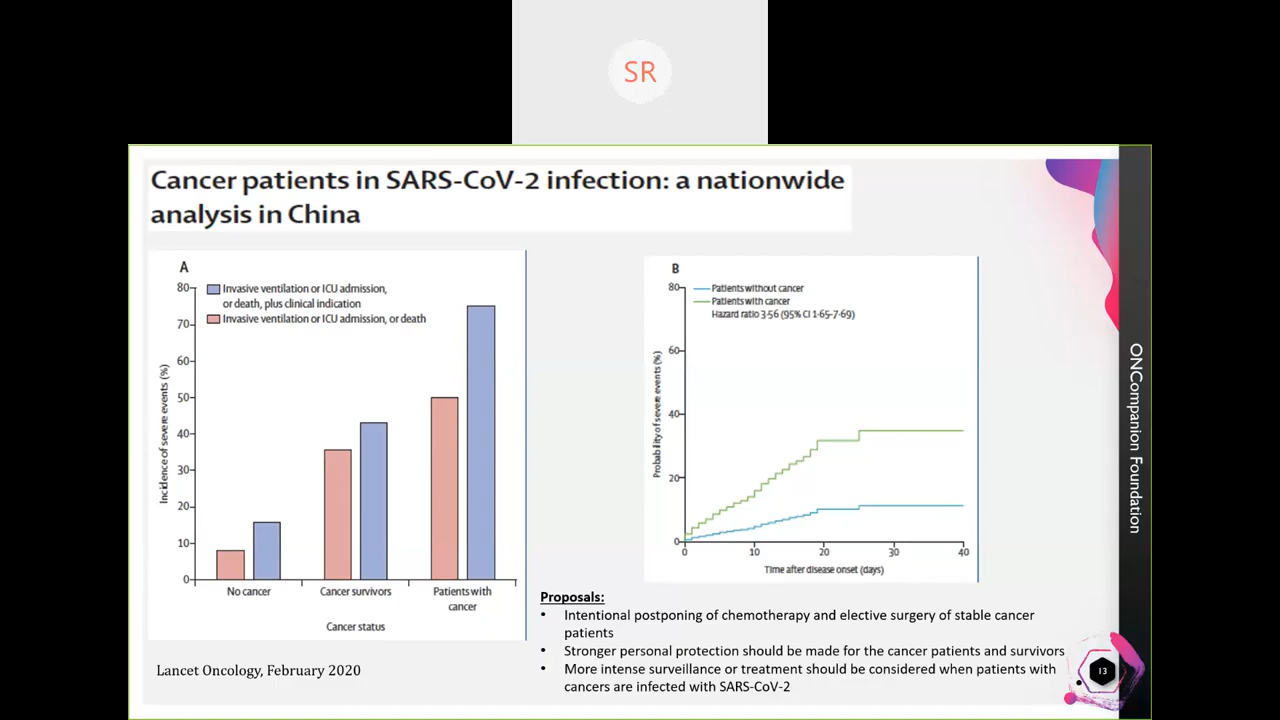 SR
Cancer patients in SARS-CoV-2 infection: a nationwide
analysis in China
A
Invasive ventilation or ICU admission,
or death, plus clinical indication
Invasive ventilation or ICU admission, or death
80
70
60
50
40
30
20
10
0
Incidence of severe events (%)
No cancer
Cancer survivors
Patients with
cancer
Cancer status
B
Patients without cancer
Patients with cancer
Hazard ratio 3·56 (95% CI 1·65-7·69)
80
60
40
20
0
Probability of severe events (%)
0
10
20
30
40
Time after disease onset (days)
Proposals:
• Intentional postponing of chemotherapy and elective surgery of stable cancer
patients
• Stronger personal protection should be made for the cancer patients and survivors
• More intense surveillance or treatment should be considered when patients with
cancers are infected with SARS-CoV-2
Lancet Oncology, February 2020
ONCompanion Foundation
13